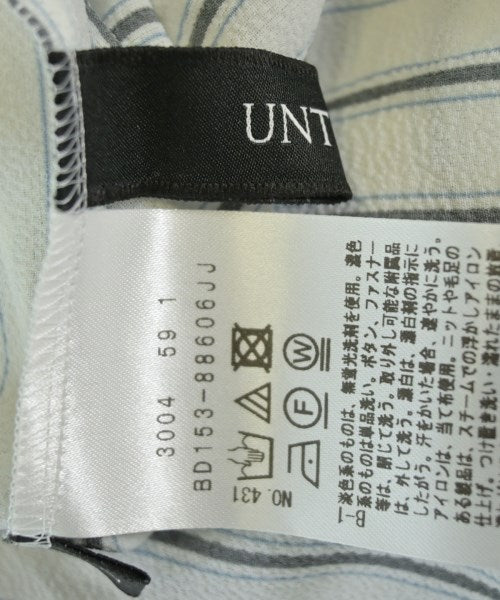 UNT
3004 59 1
BD153-88606JJ
F W
NO.431
淡色系のものは、無蛍光洗剤を使用。濃色
系のものは単品洗い。ボタン、ファスナー
等は、閉じて洗う。取り外し可能な附属品
は、外して洗う。漂白は、漂白剤の指示に
したがう。汗をかいた場合、速やかに洗う。
アイロンは、当て布使用。ニットや毛足の
ある製品は、スチームでの浮かしアイロン
仕上げ。つけ置き洗い・濡れたままの放置